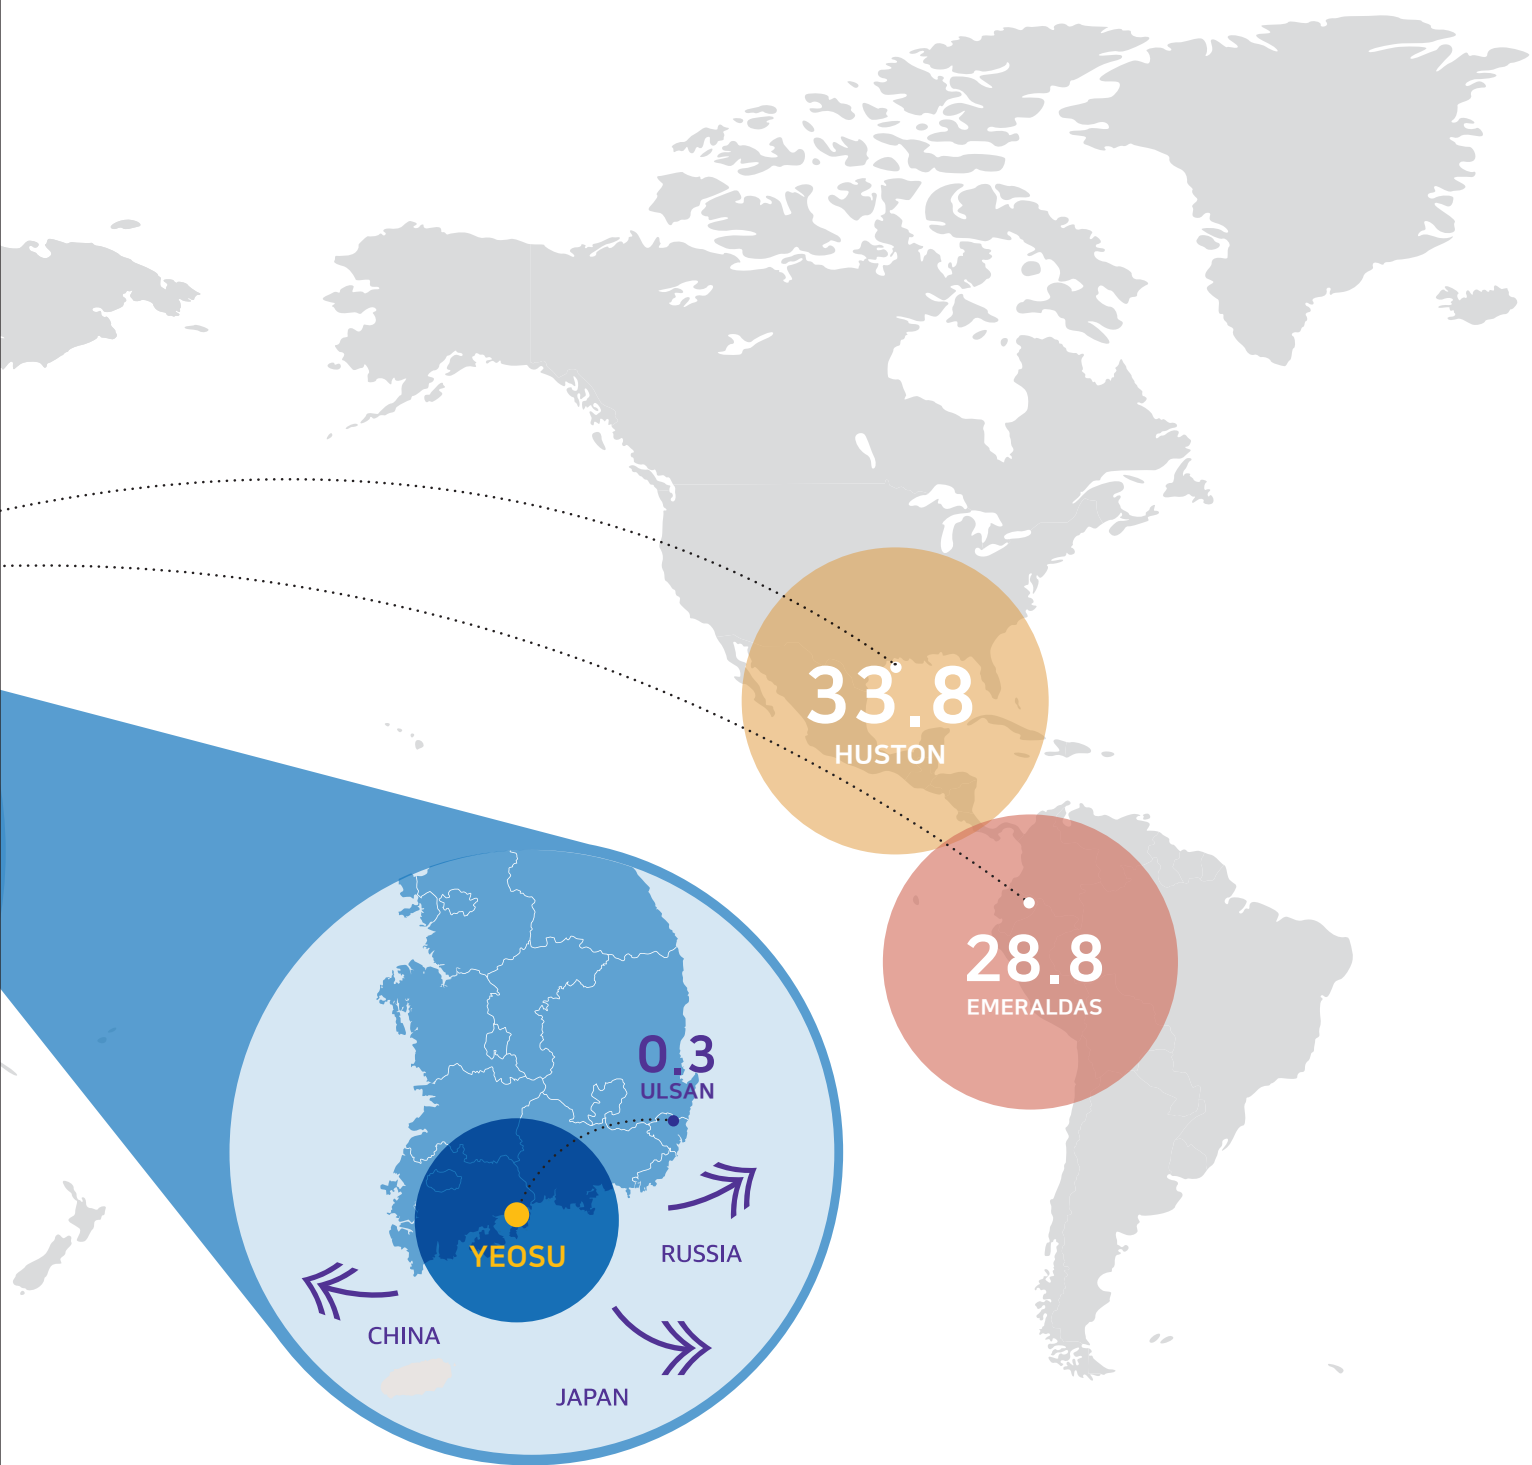 33.8
HUSTON
28.8
EMERALDAS
0.3
ULSAN
YEOSU
RUSSIA
CHINA
JAPAN